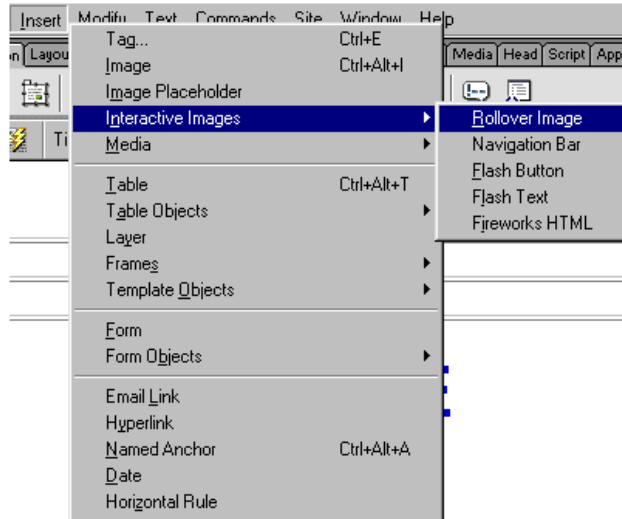 Insert Modify Text Commands Site Window Help
Layou Media Head Script App
Tag... Ctrl+E
Image Ctrl+Alt+I
Image Placeholder
Interactive Images
Media
Table Ctrl+Alt+T
Table Objects
Layer
Frames
Template Objects
Form
Form Objects
Email Link
Hyperlink
Named Anchor Ctrl+Alt+A
Date
Horizontal Rule
Rollover Image
Navigation Bar
Flash Button
Flash Text
Fireworks HTML